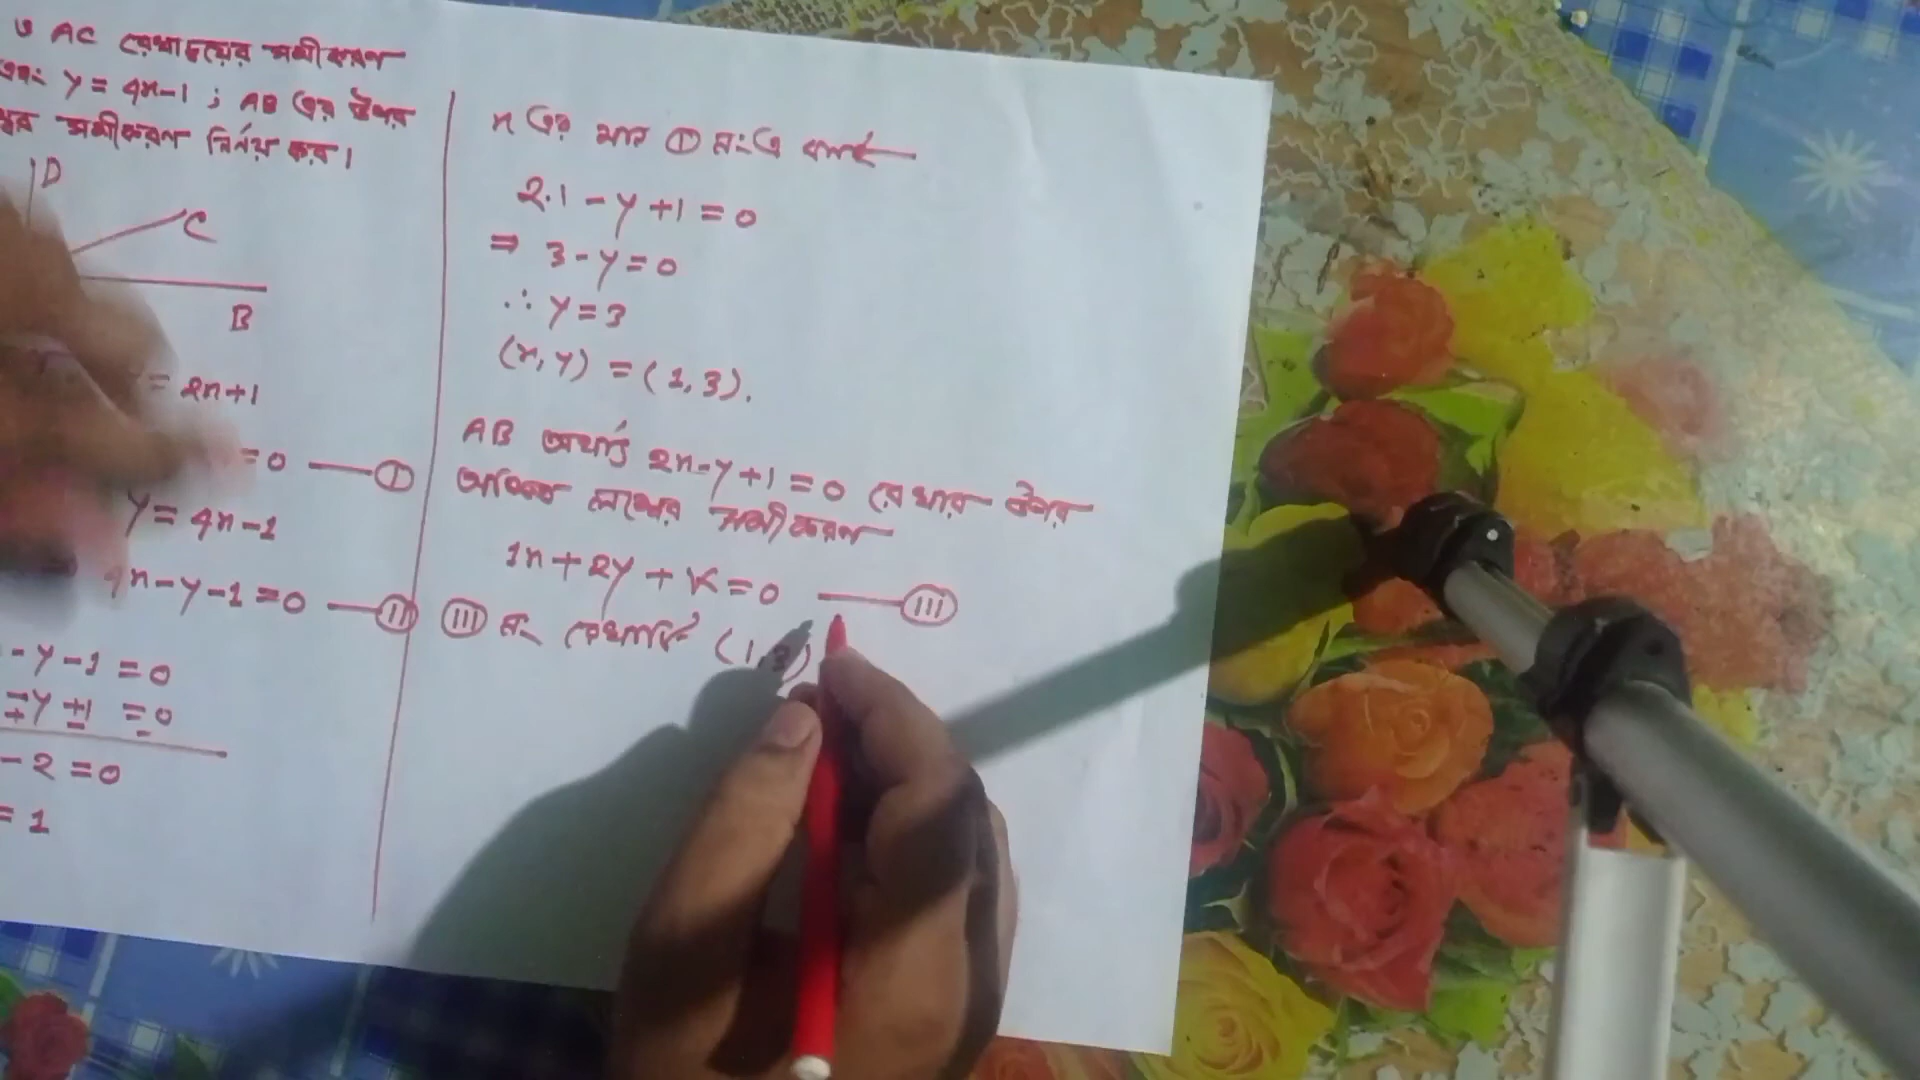 ও AC রেখাদ্বয়ের সমীকরণ
এবং y = 4x-1 ; AB এর উপর
সমীকরণ নির্ণয় কর।
D
C
B
= 2x+1
=0 — I
y = 4x-1
4x-y-1=0 — II
-y-1=0
=y ±1 =0
-2=0
= 1
x এর মান I নং এ বসাই
2.1 - y +1 = 0
⇒ 3-y=0
∴ y=3
(x, y) = (1, 3).
AB অর্থাৎ 2x-y+1=0 রেখার উপর
লম্বের সমীকরণ
1x+2y+K=0 — III
III নং রেখাটি (1,3)